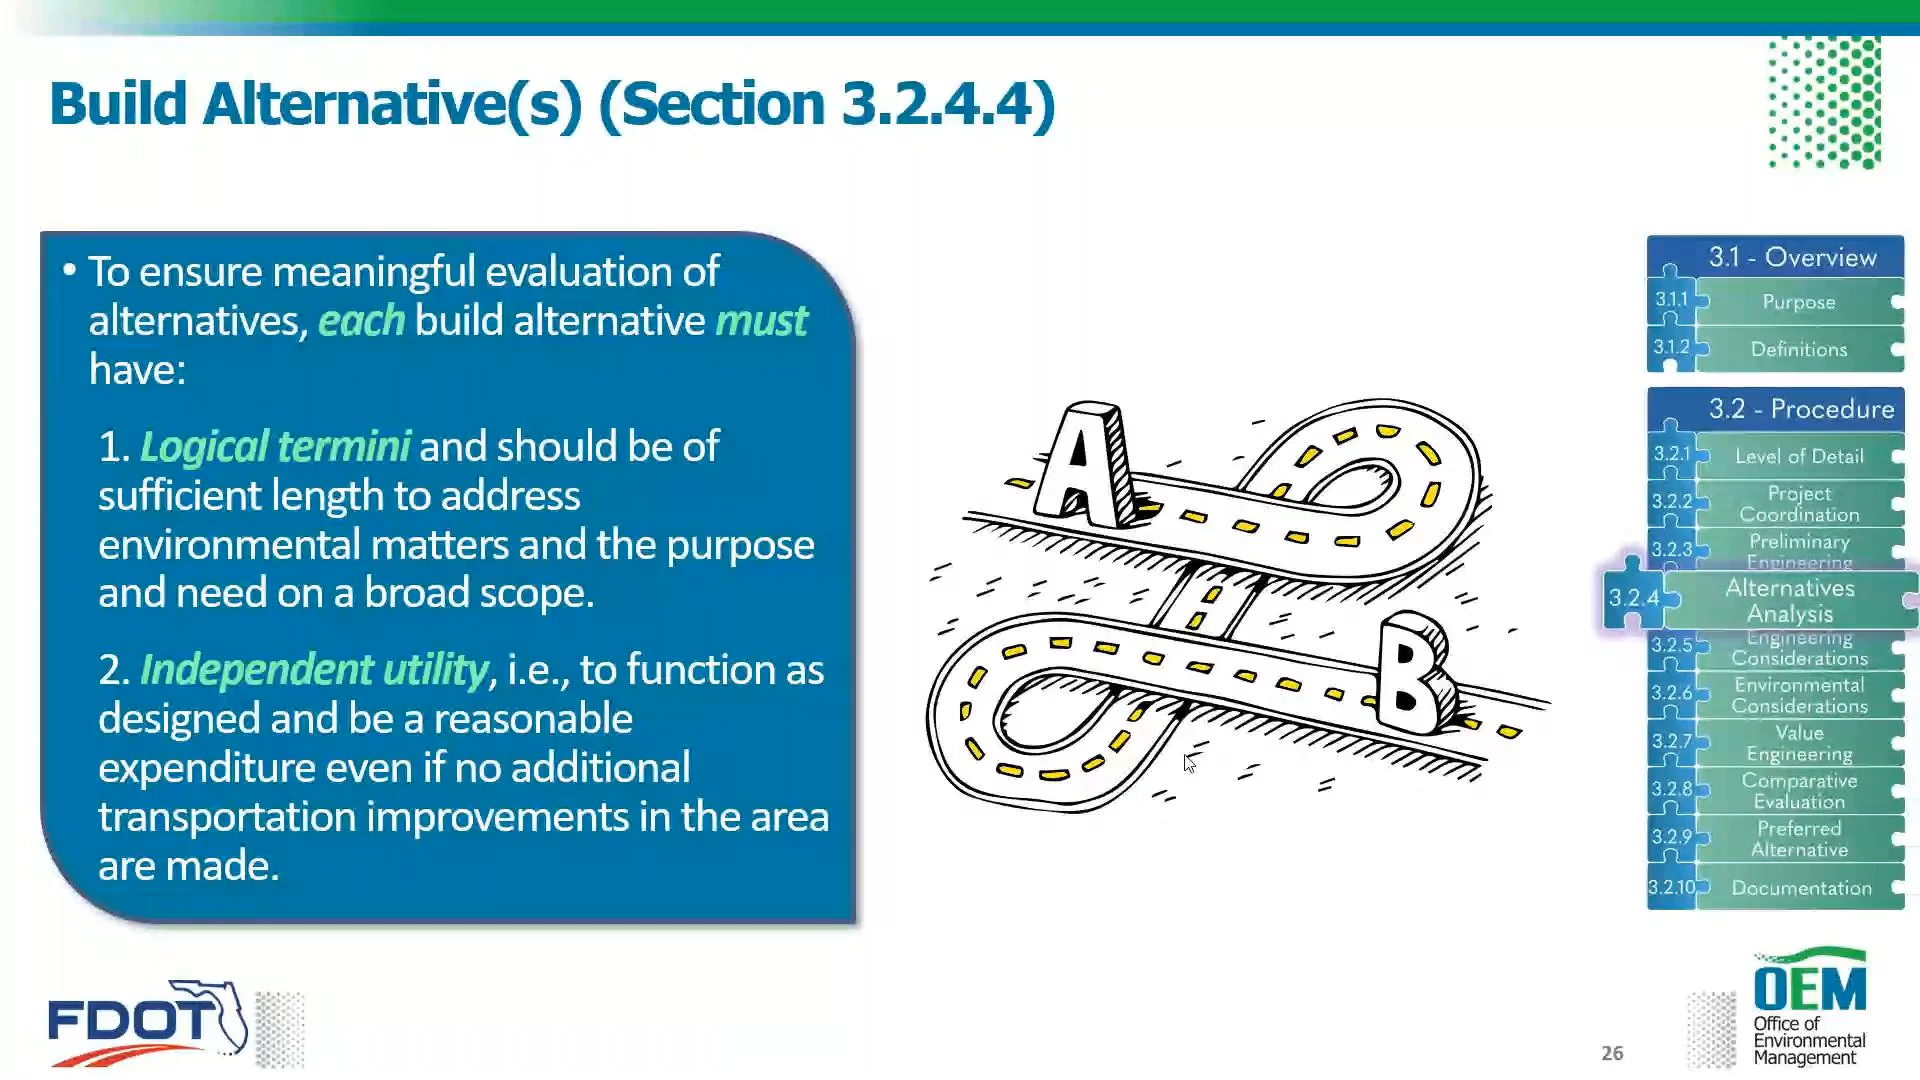 Build Alternative(s) (Section 3.2.4.4)
• To ensure meaningful evaluation of
alternatives, each build alternative must
have:
1. Logical termini and should be of
sufficient length to address
environmental matters and the purpose
and need on a broad scope.
2. Independent utility, i.e., to function as
designed and be a reasonable
expenditure even if no additional
transportation improvements in the area
are made.
A
B
3.1 - Overview
3.1.1 Purpose
3.1.2 Definitions
3.2 - Procedure
3.2.1 Level of Detail
3.2.2 Project
Coordination
3.2.3 Preliminary
Engineering
3.2.4 Alternatives
Analysis
3.2.5 Engineering
Considerations
3.2.6 Environmental
Considerations
3.2.7 Value
Engineering
3.2.8 Comparative
Evaluation
3.2.9 Preferred
Alternative
3.2.10 Documentation
FDOT
26
OEM
Office of
Environmental
Management